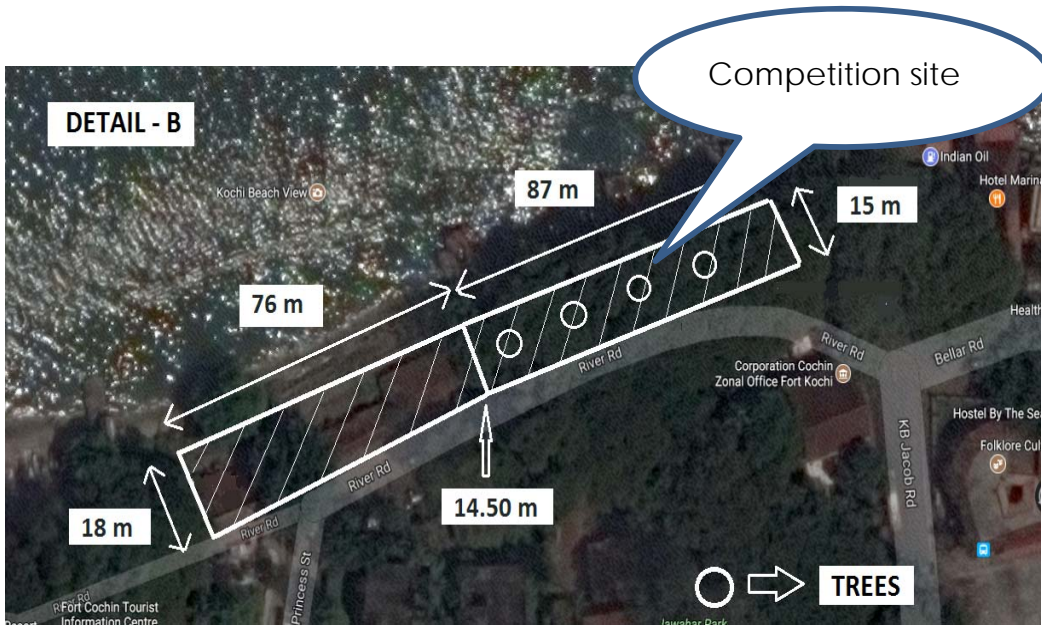 Competition site
DETAIL - B
Indian Oil
Kochi Beach View
87 m
Hotel Marina
15 m
76 m
Health
River Rd
River Rd
Bellar Rd
Corporation Cochin
Zonal Office Fort Kochi
Hostel By The Sea
KB Jacob Rd
Folklore Cul
River Rd
14.50 m
18 m
River Rd
Princess St
TREES
River Rd
Fort Cochin Tourist
Information Centre
Jawahar Park